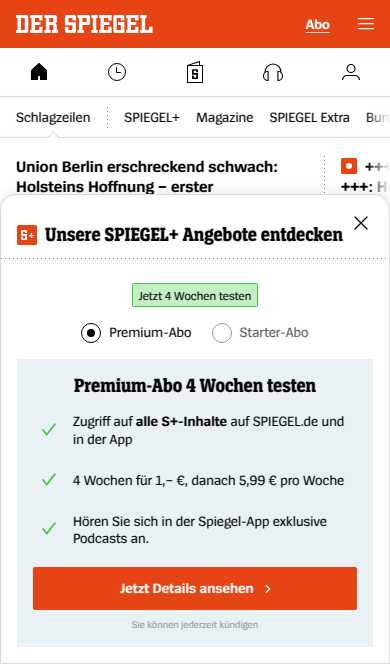 DER SPIEGEL
Abo
Schlagzeilen
SPIEGEL+
Magazine
SPIEGEL Extra
Union Berlin erschreckend schwach:
Holsteins Hoffnung – erster
+++
+++: H
S+ Unsere SPIEGEL+ Angebote entdecken
Jetzt 4 Wochen testen
Premium-Abo
Starter-Abo
Premium-Abo 4 Wochen testen
Zugriff auf alle S+-Inhalte auf SPIEGEL.de und
in der App
4 Wochen für 1,– €, danach 5,99 € pro Woche
Hören Sie sich in der Spiegel-App exklusive
Podcasts an.
Jetzt Details ansehen
Sie können jederzeit kündigen